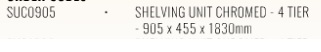 SUC0905 • SHELVING UNIT CHROMED - 4 TIER
- 905 x 455 x 1830mm